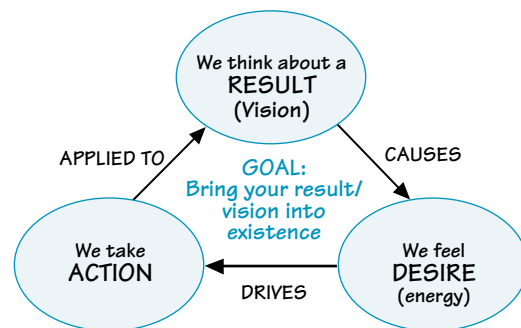 We think about a
RESULT
(Vision)
APPLIED TO
CAUSES
GOAL:
Bring your result/
vision into
existence
We take
ACTION
We feel
DESIRE
(energy)
DRIVES